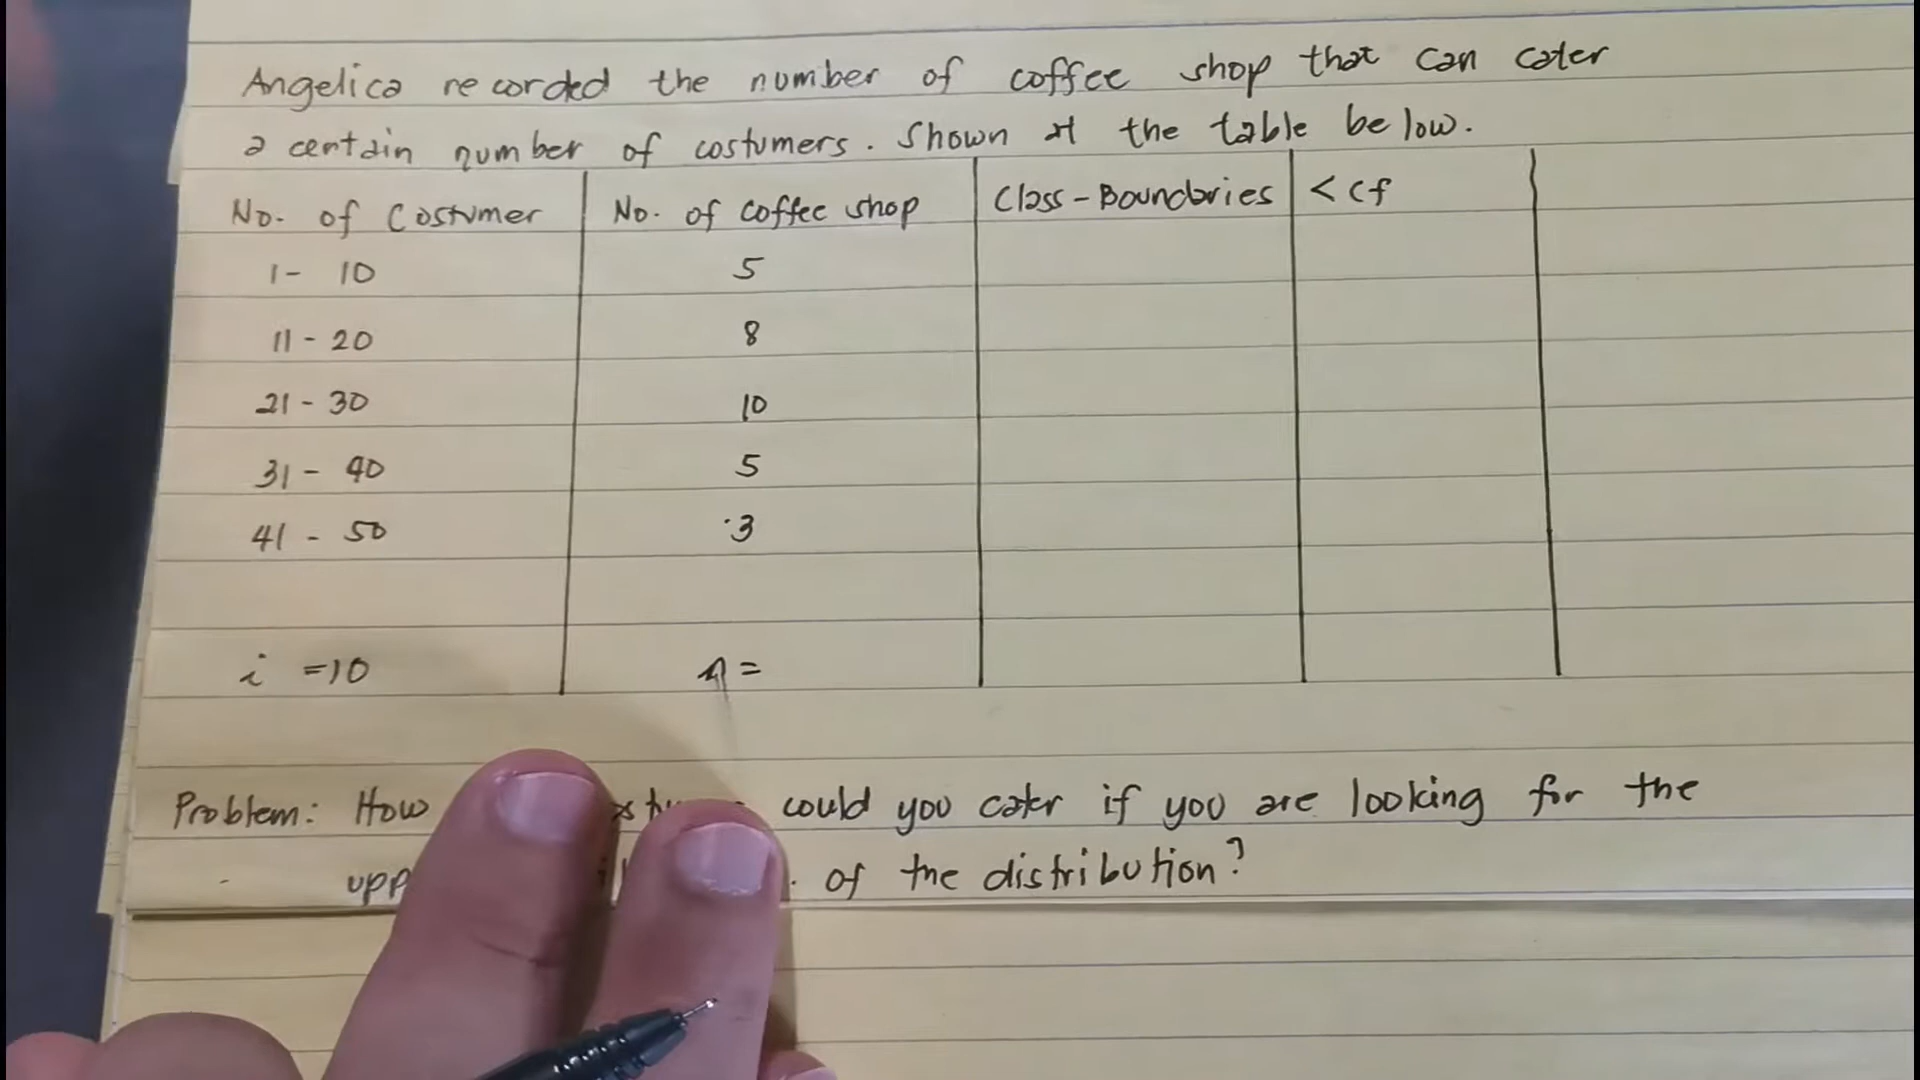 Angelica recorded the number of coffee shop that can cater
a certain number of costumers. Shown at the table below.
No. of Costumer No. of coffee shop Class-Boundaries <cf
1- 10 5
11-20 8
21-30 10
31- 40 5
41 - 50 3
i =10 n=
Problem: How could you cater if you are looking for the
of the distribution?